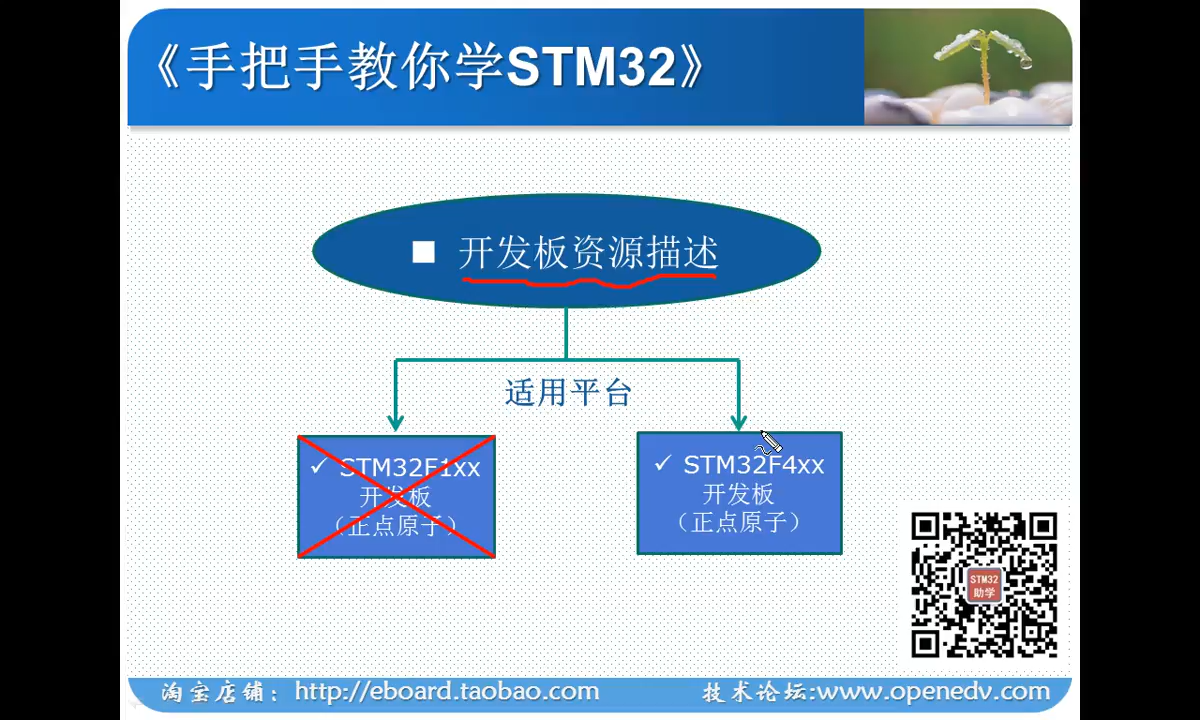 《手把手教你学STM32》
■ 开发板资源描述
适用平台
✓ STM32F1xx
开发板
（正点原子）
✓ STM32F4xx
开发板
（正点原子）
STM32
助学
淘宝店铺：http://eboard.taobao.com
技术论坛:www.openedv.com